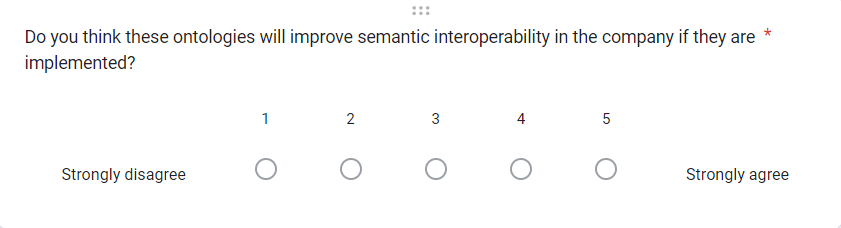 Do you think these ontologies will improve semantic interoperability in the company if they are *
implemented?
1 2 3 4 5
Strongly disagree Strongly agree